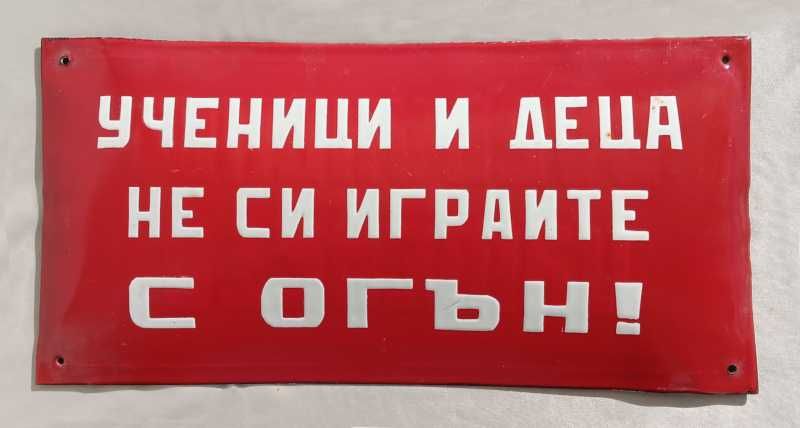 УЧЕНИЦИ И ДЕЦА
НЕ СИ ИГРАИТЕ
С ОГЪН!